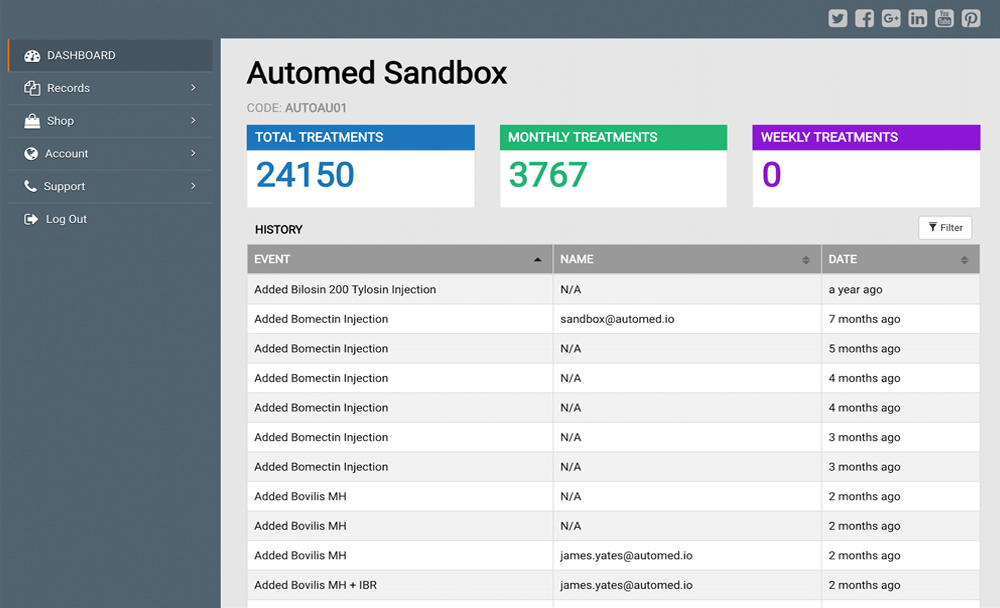 DASHBOARD
Records
Shop
Account
Support
Log Out
Automed Sandbox
CODE: AUTOAU01
TOTAL TREATMENTS
24150
MONTHLY TREATMENTS
3767
WEEKLY TREATMENTS
0
HISTORY
Filter
EVENT NAME DATE
Added Bilosin 200 Tylosin Injection N/A a year ago
Added Bomectin Injection sandbox@automed.io 7 months ago
Added Bomectin Injection N/A 5 months ago
Added Bomectin Injection N/A 4 months ago
Added Bomectin Injection N/A 4 months ago
Added Bomectin Injection N/A 3 months ago
Added Bomectin Injection N/A 3 months ago
Added Bovilis MH N/A 2 months ago
Added Bovilis MH N/A 2 months ago
Added Bovilis MH james.yates@automed.io 2 months ago
Added Bovilis MH + IBR james.yates@automed.io 2 months ago